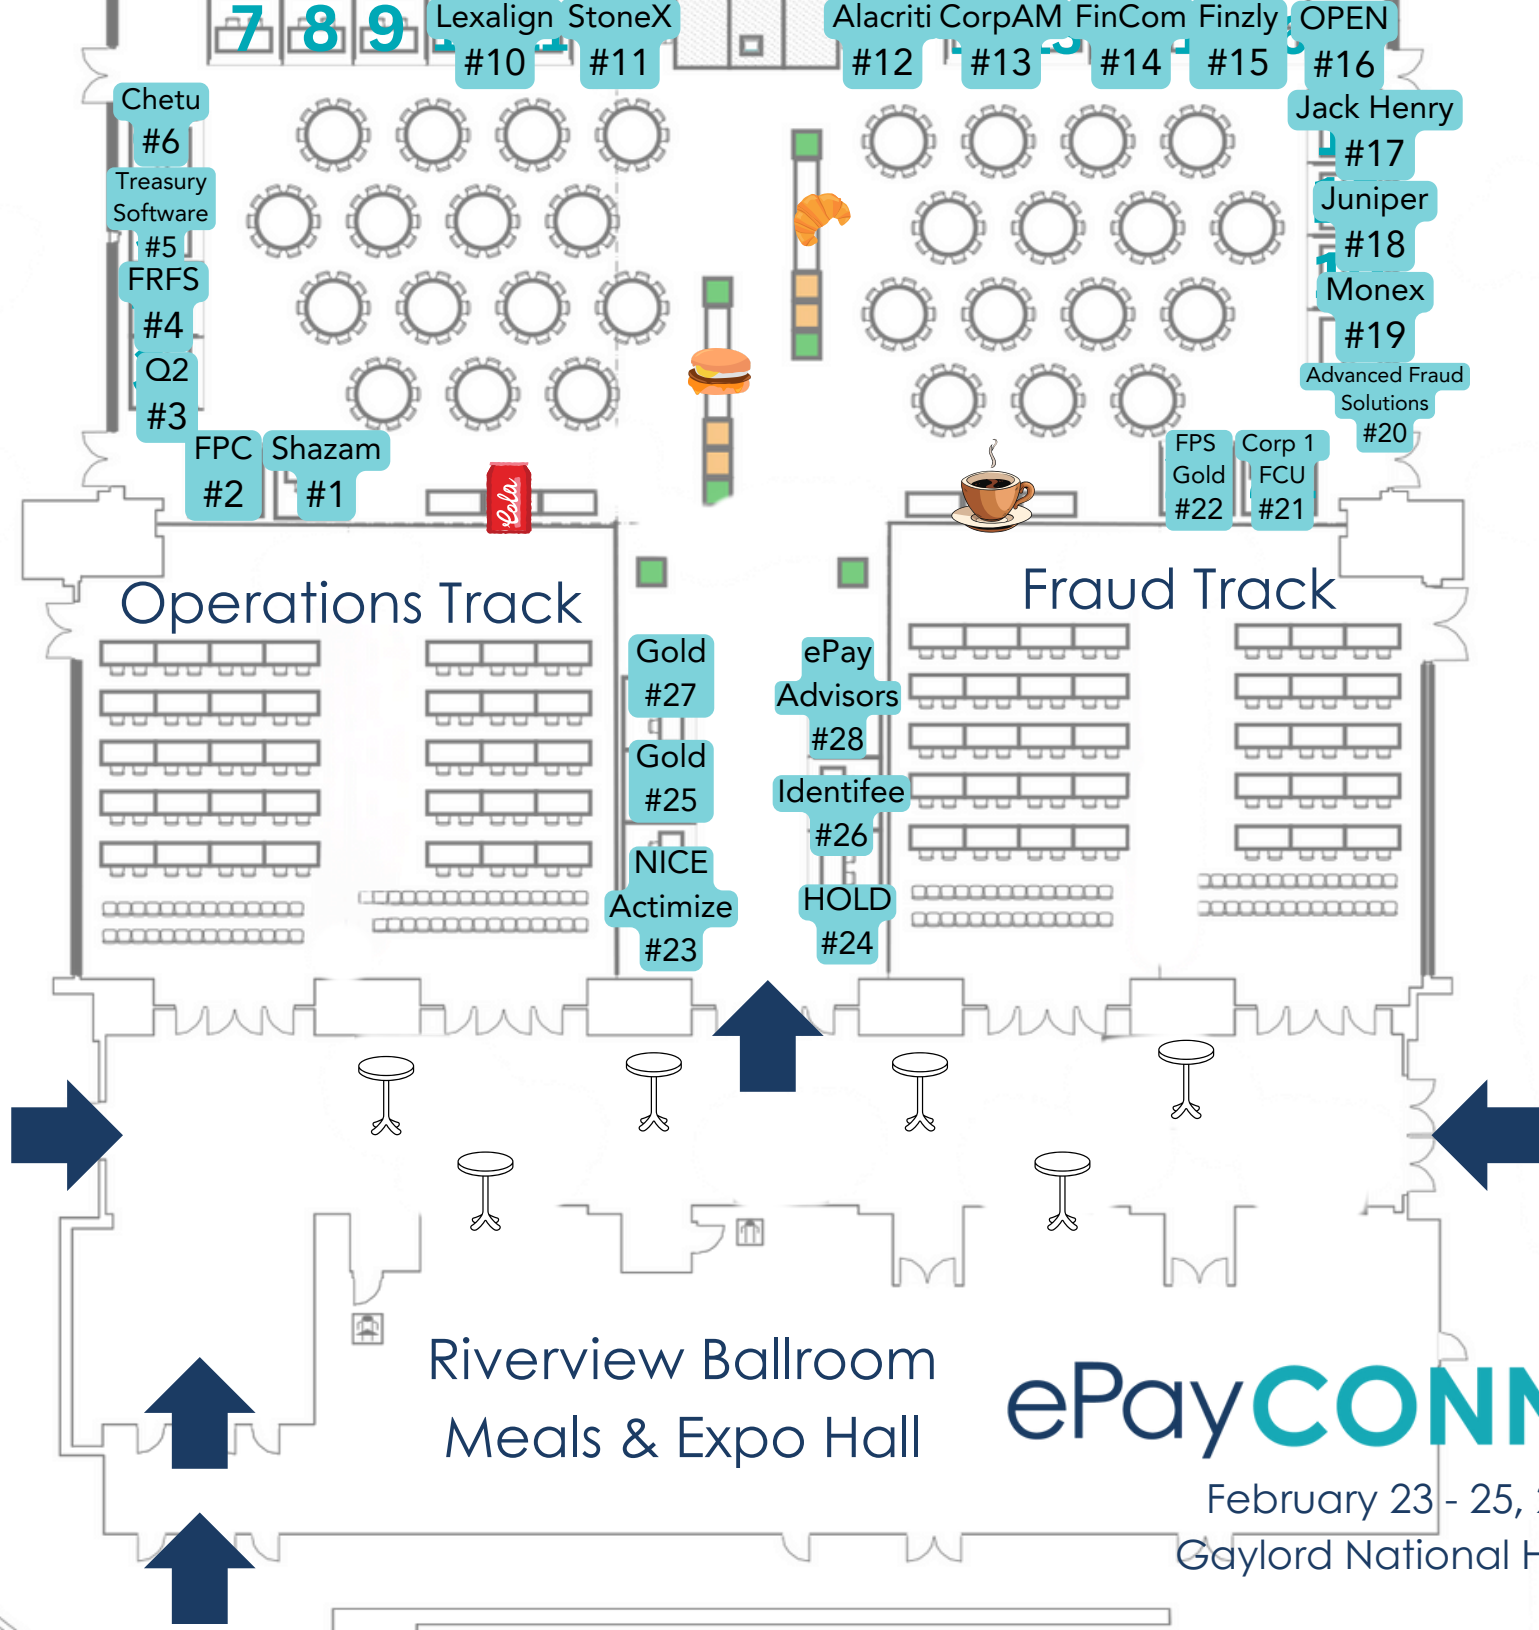 7
8
9
Lexalign
#10
StoneX
#11
Alacriti
#12
CorpAM
#13
FinCom
#14
Finzly
#15
OPEN
#16
Chetu
#6
Treasury
Software
#5
FRFS
#4
Q2
#3
FPC
#2
Shazam
#1
Jack Henry
#17
Juniper
#18
Monex
#19
Advanced Fraud
Solutions
#20
FPS
Gold
#22
Corp 1
FCU
#21
Cola
Operations Track
Fraud Track
Gold
#27
Gold
#25
NICE
Actimize
#23
ePay
Advisors
#28
Identifee
#26
HOLD
#24
Riverview Ballroom
Meals & Expo Hall
ePayCONN
February 23 - 25,
Gaylord National H